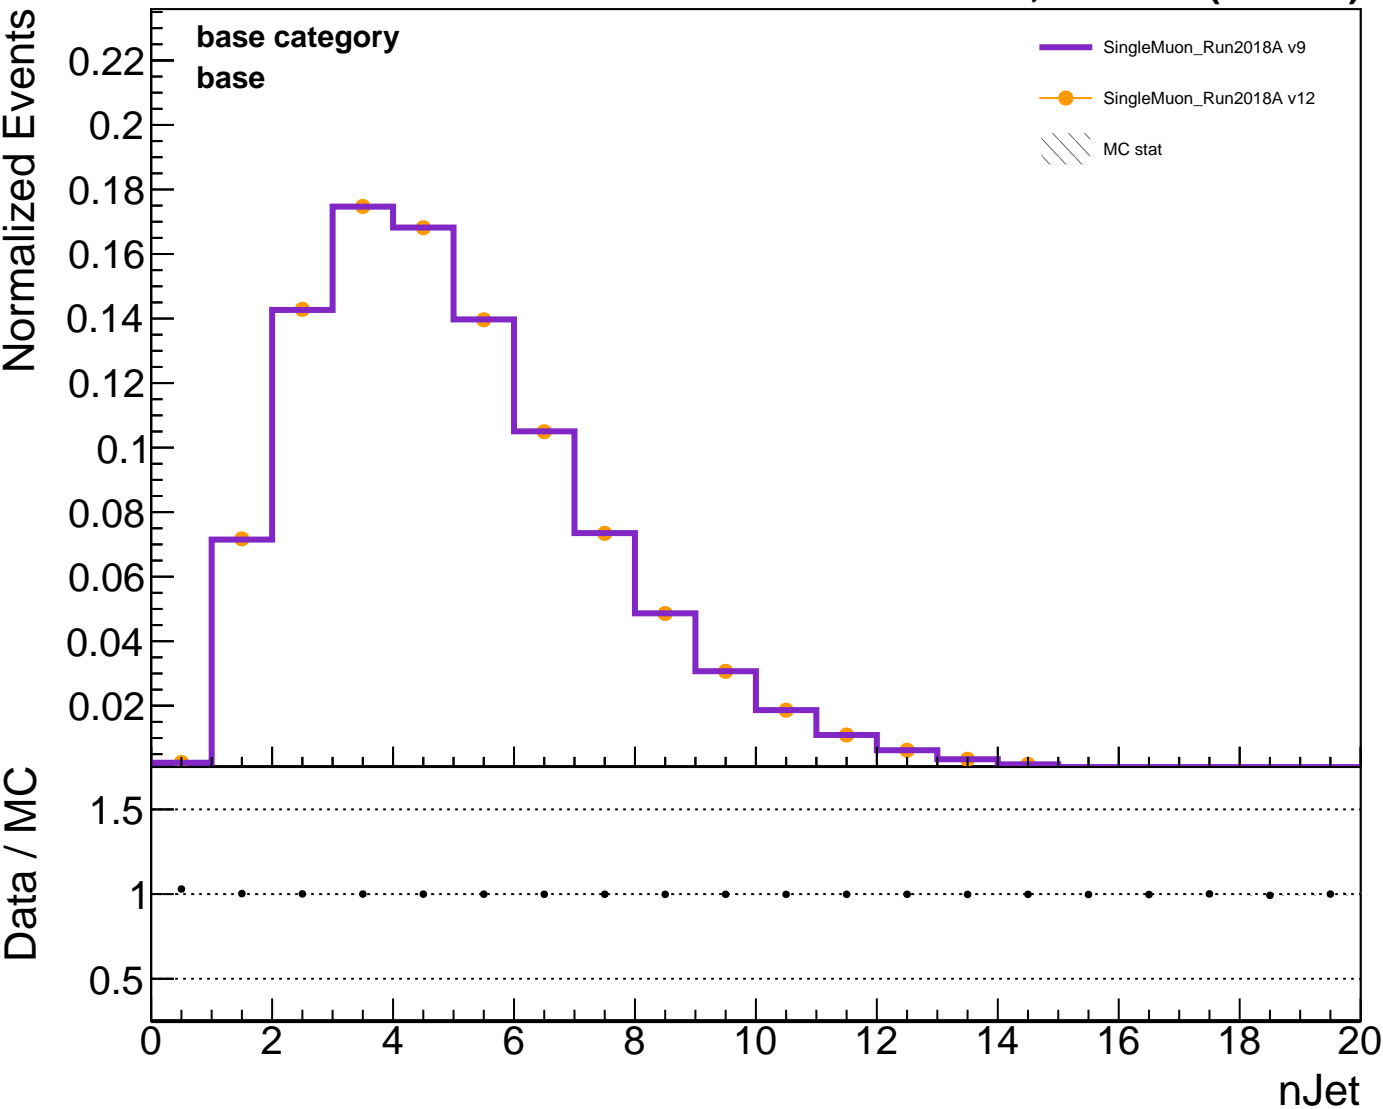 base category
base
SingleMuon_Run2018A v9
SingleMuon_Run2018A v12
MC stat
Normalized Events
0.22
0.2
0.18
0.16
0.14
0.12
0.1
0.08
0.06
0.04
0.02
Data / MC
1.5
1
0.5
0 2 4 6 8 10 12 14 16 18 20
nJet